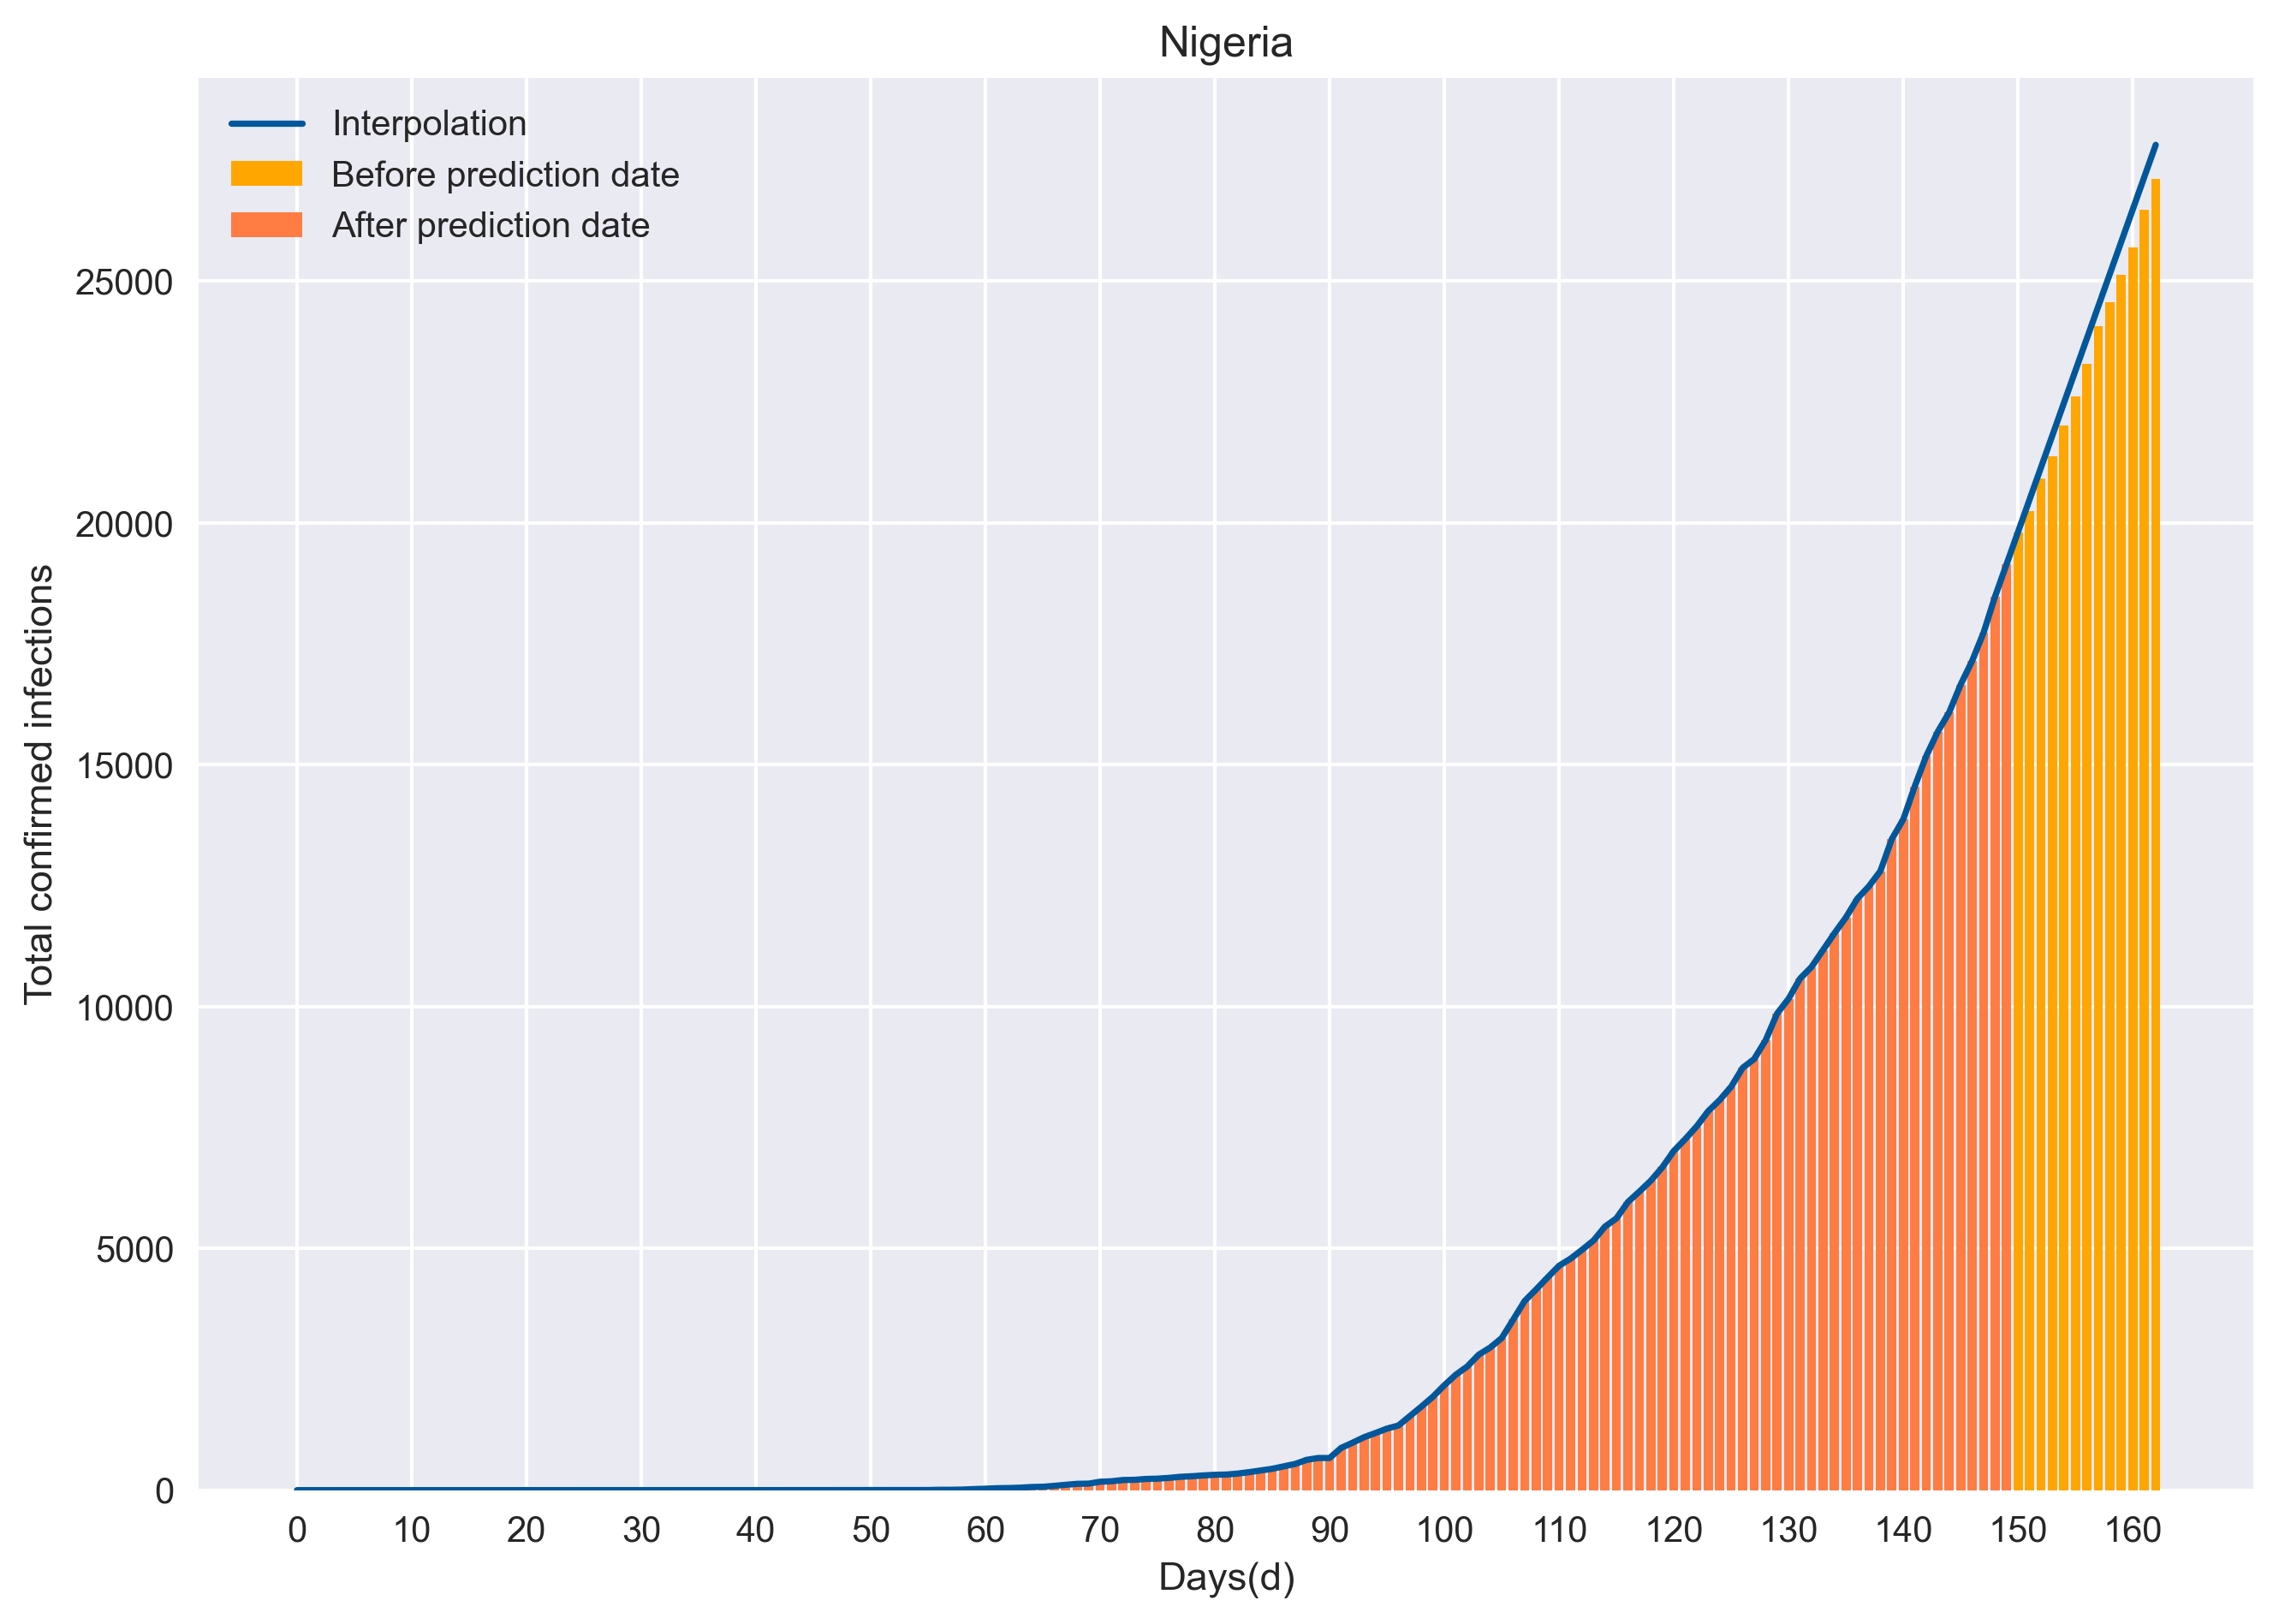 Nigeria
Interpolation
Before prediction date
After prediction date
Total confirmed infections
25000
20000
15000
10000
5000
0
0 10 20 30 40 50 60 70 80 90 100 110 120 130 140 150 160
Days(d)